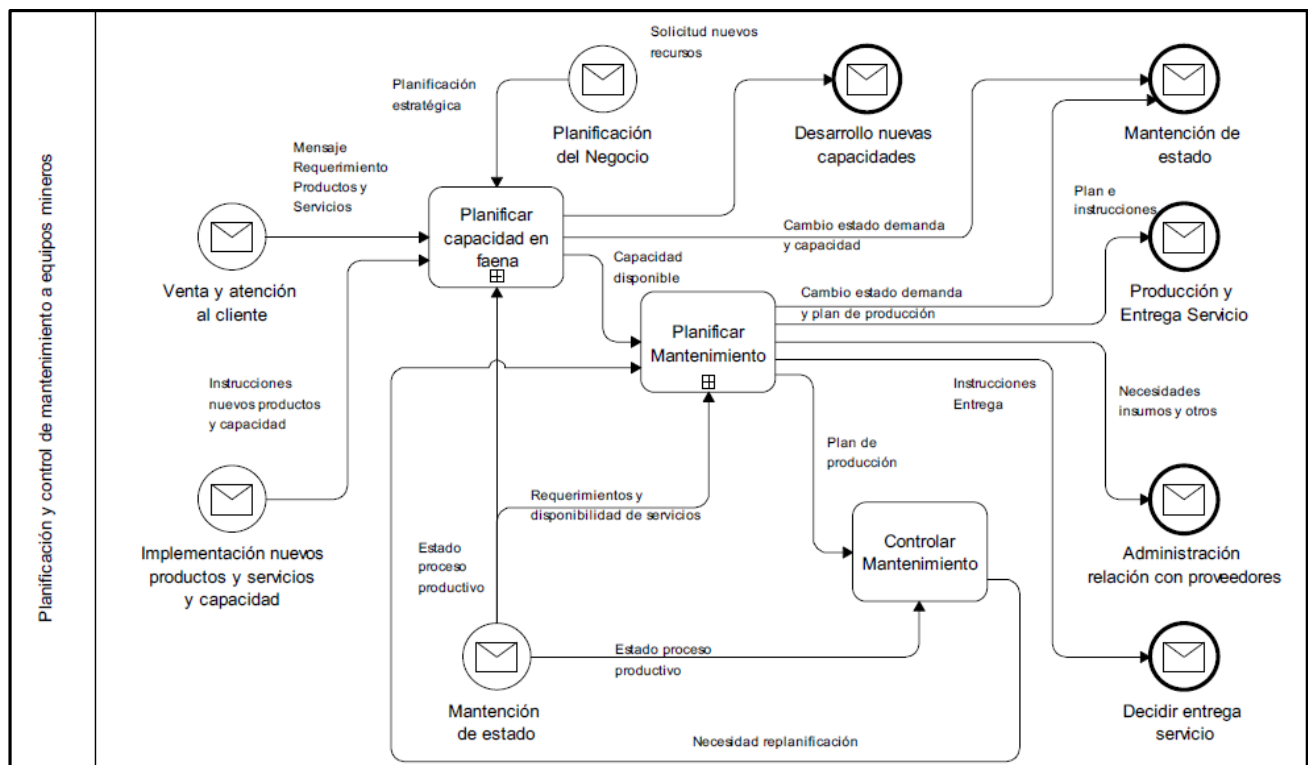 Planificación y control de mantenimiento a equipos mineros
Solicitud nuevos
recursos
Planificación
estratégica
Planificación
del Negocio
Desarrollo nuevas
capacidades
Mantención de
estado
Mensaje
Requerimiento
Productos y
Servicios
Venta y atención
al cliente
Planificar
capacidad en
faena
Cambio estado demanda
y capacidad
Plan e
instrucciones
Capacidad
disponible
Producción y
Entrega Servicio
Cambio estado demanda
y plan de producción
Planificar
Mantenimiento
Instrucciones
nuevos productos
y capacidad
Instrucciones
Entrega
Necesidades
insumos y otros
Plan de
producción
Requerimientos y
disponibilidad de servicios
Implementación nuevos
productos y servicios
y capacidad
Estado
proceso
productivo
Controlar
Mantenimiento
Administración
relación con proveedores
Estado proceso
productivo
Mantención
de estado
Decidir entrega
servicio
Necesidad replanificación